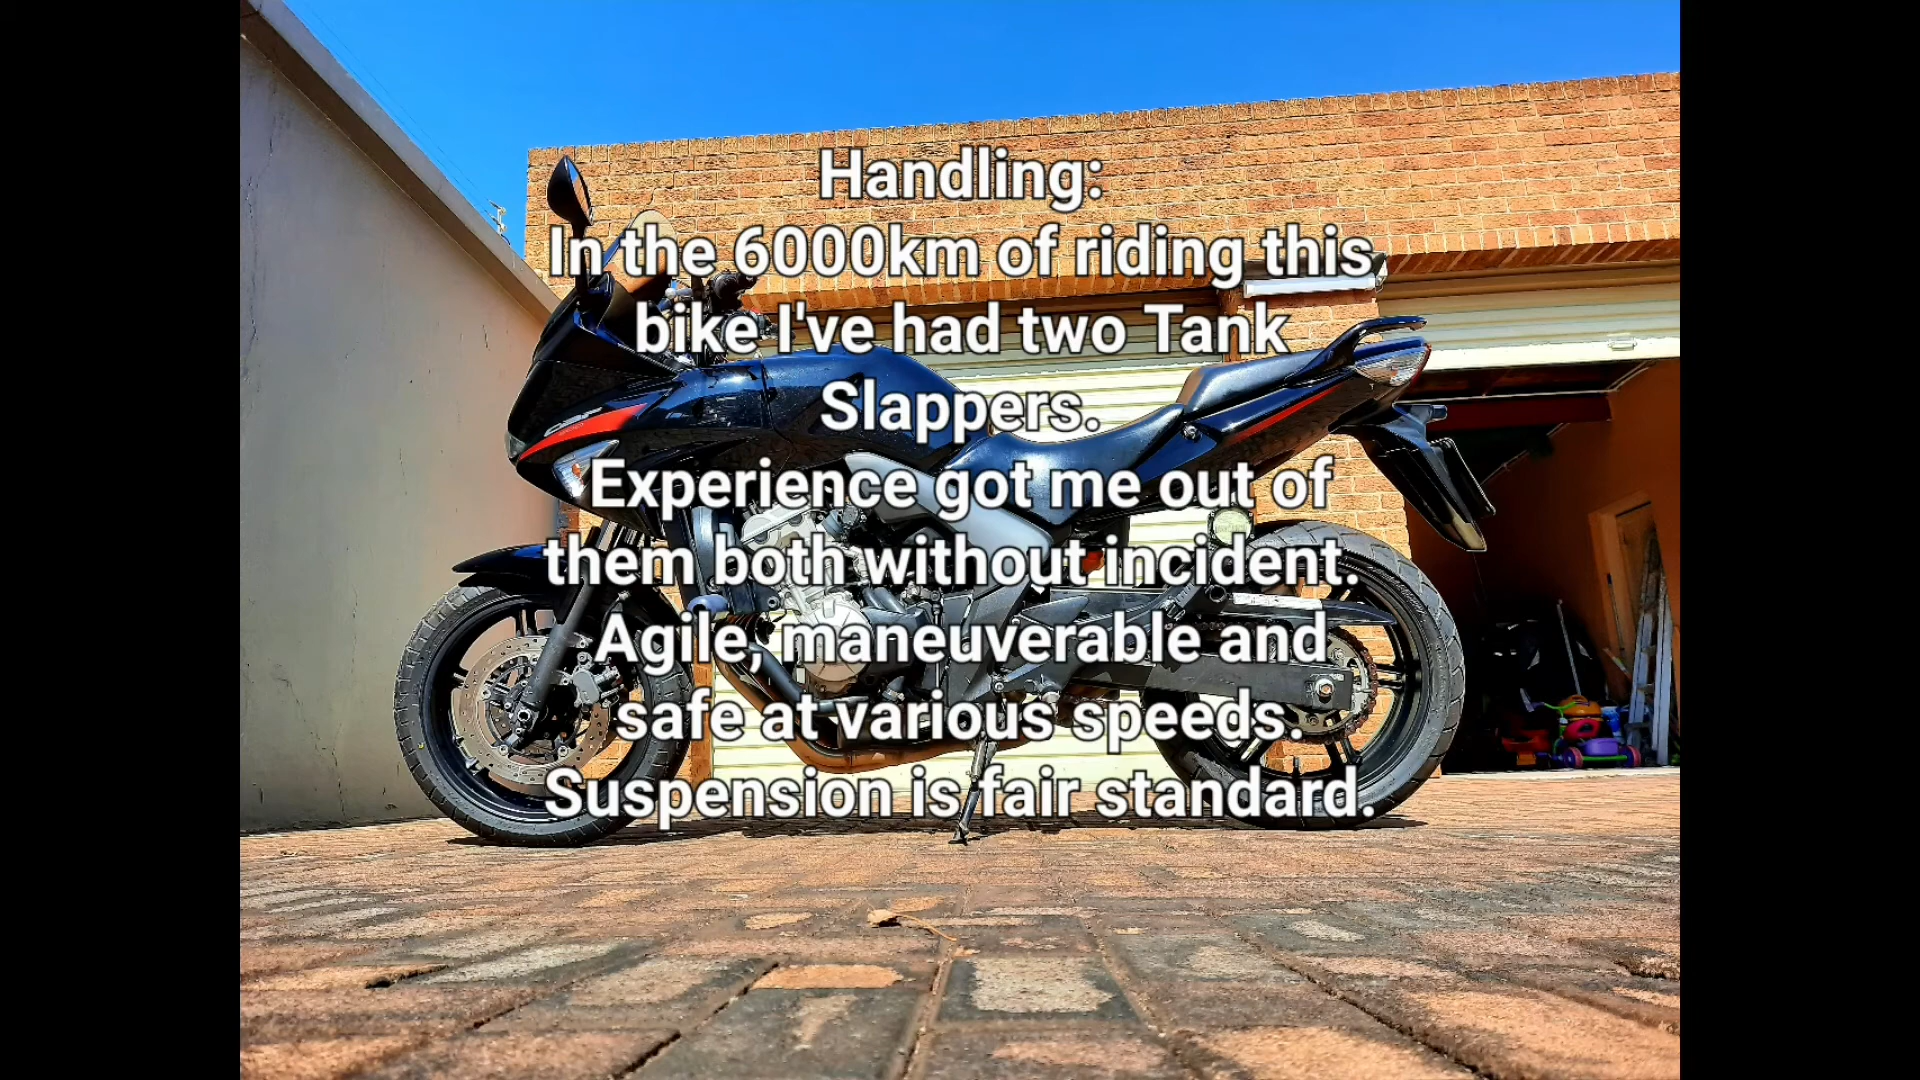 Handling:
In the 6000km of riding this
bike I've had two Tank
Slappers.
Experience got me out of
them both without incident.
Agile, maneuverable and
safe at various speeds.
Suspension is fair standard.
CBF